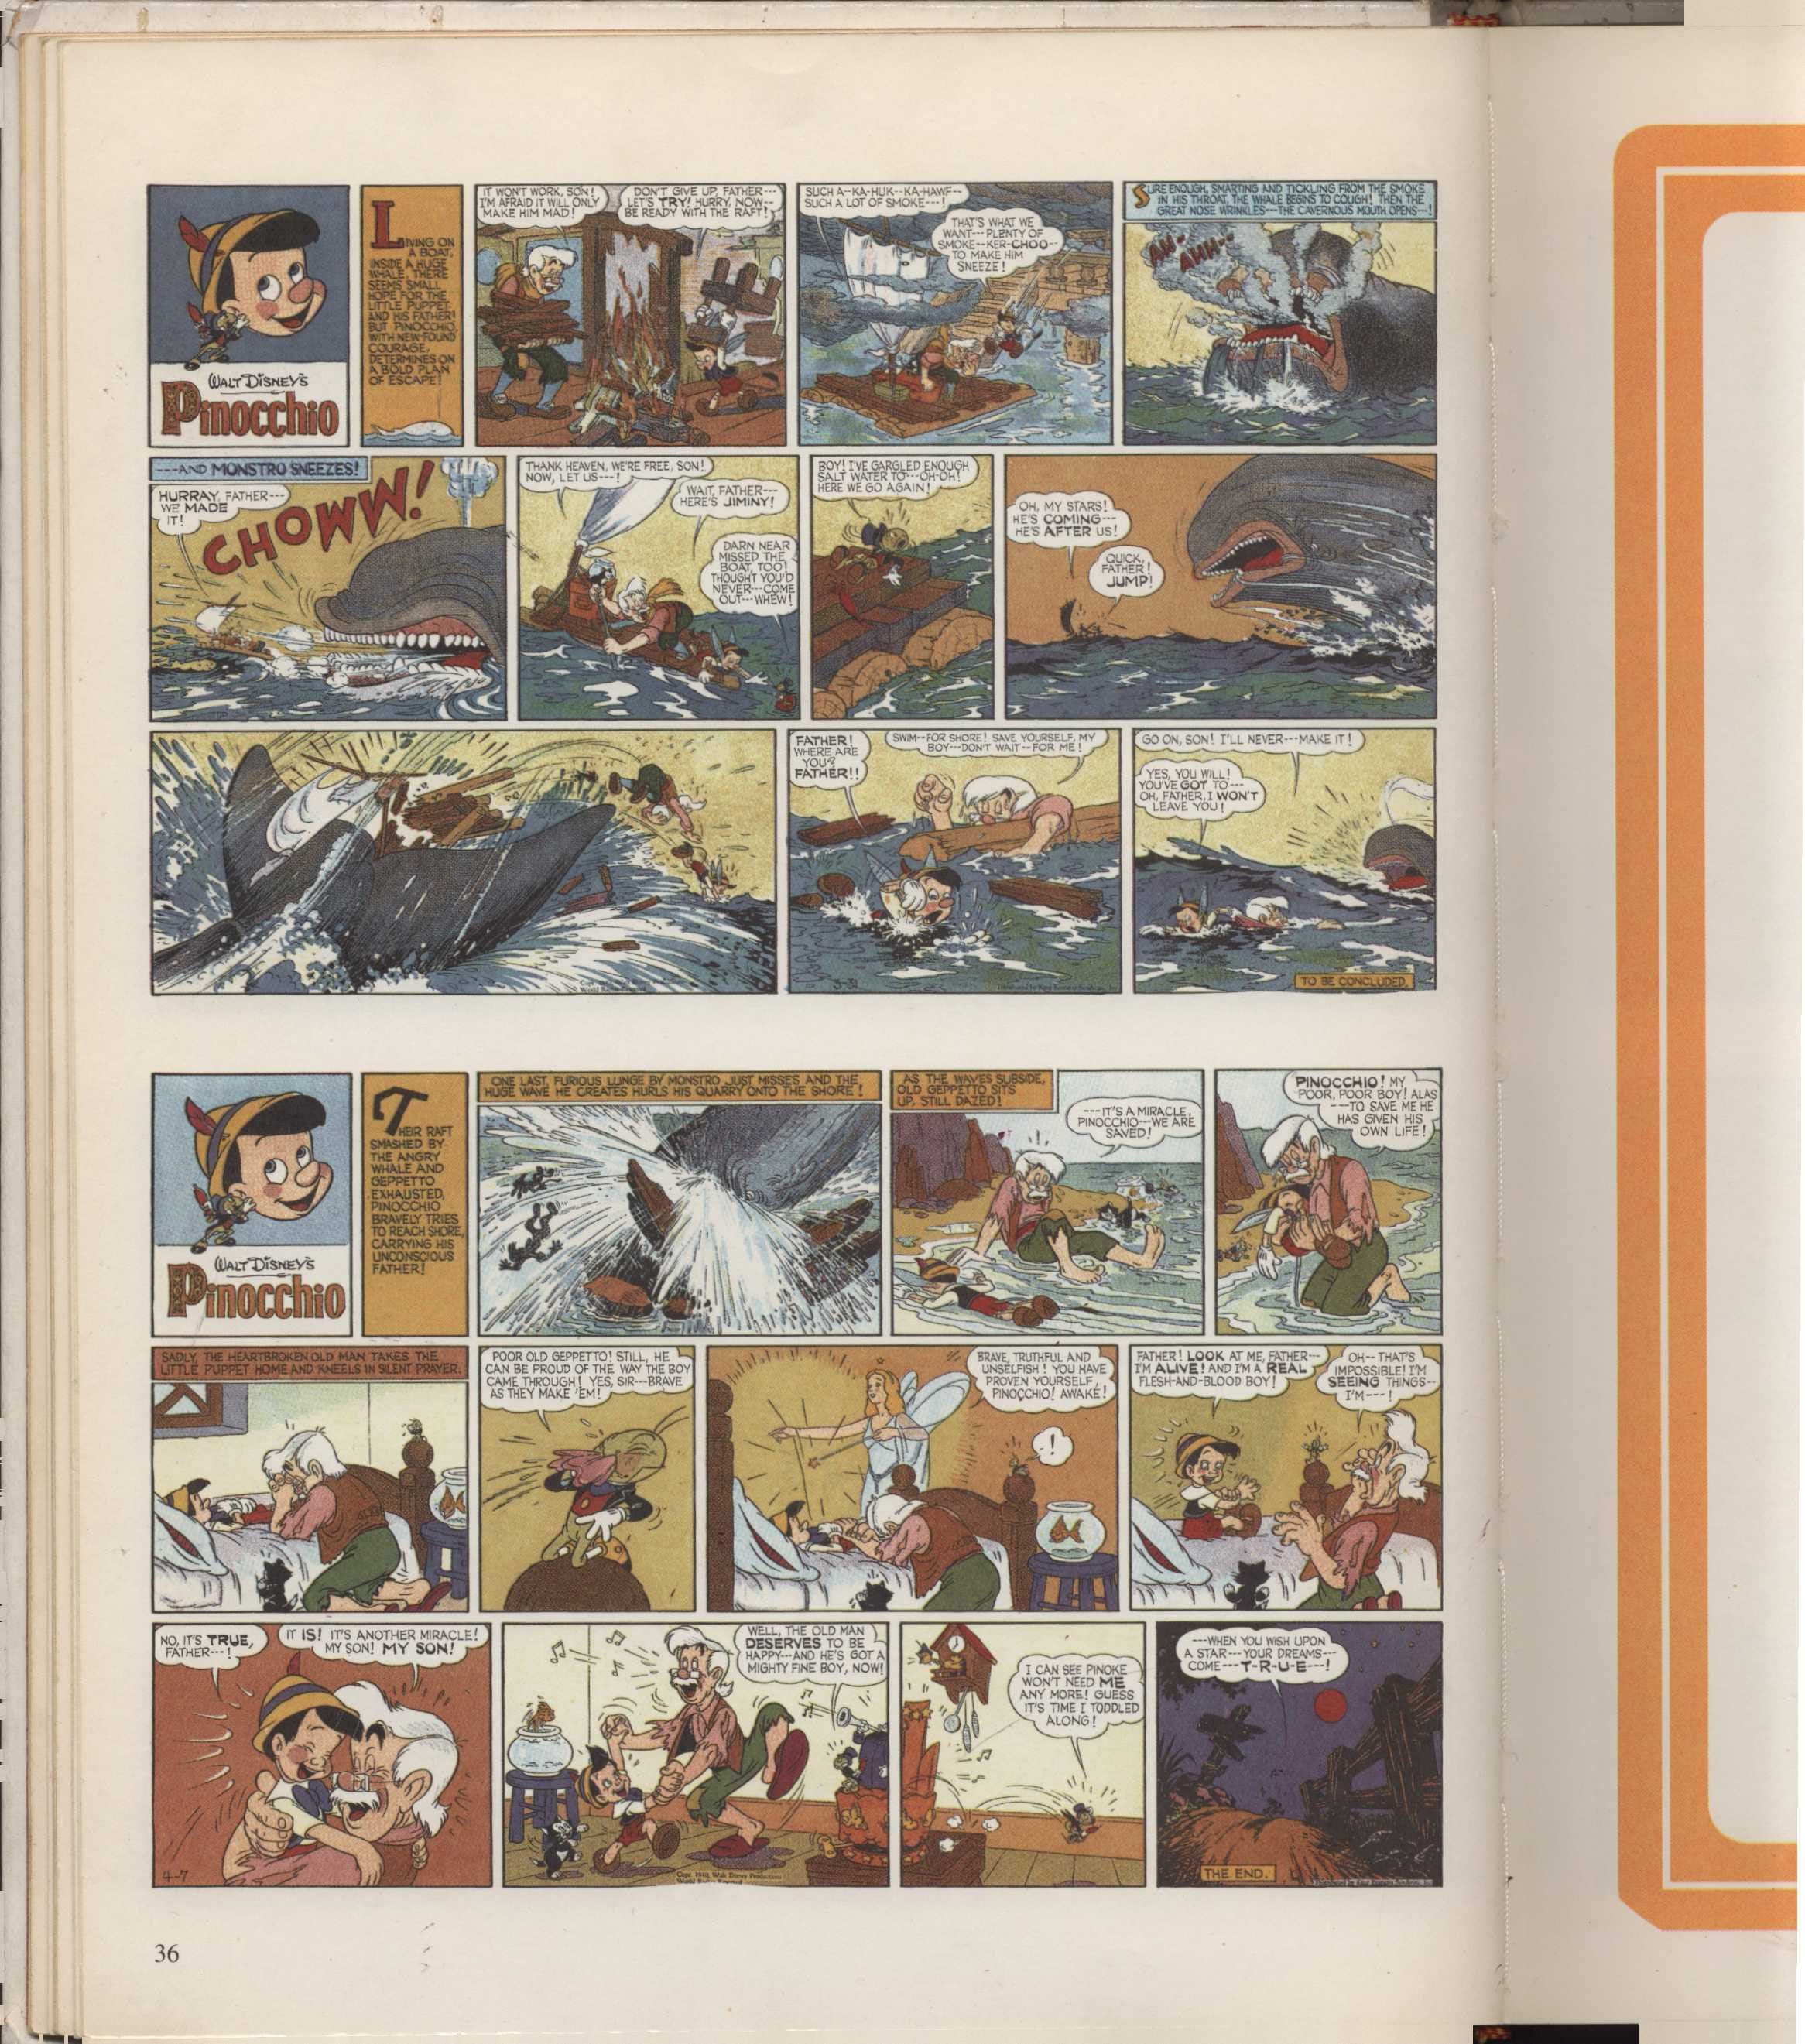 WALT DISNEY'S
Pinocchio
LIVING ON
A BOAT,
INSIDE A HUGE
WHALE, THERE
SEEMS SMALL
HOPE FOR THE
LITTLE PUPPET
AND HIS FATHER!
BUT PINOCCHIO,
WITH NEW-FOUND
COURAGE,
DETERMINES ON
A BOLD PLAN
OF ESCAPE!
IT WON'T WORK, SON!
I'M AFRAID IT WILL ONLY
MAKE HIM MAD!
DON'T GIVE UP, FATHER---
LET'S TRY! HURRY, NOW--
BE READY WITH THE RAFT!
SUCH A--KA-HUK--KA-HAWF--
SUCH A LOT OF SMOKE---!
THAT'S WHAT WE
WANT---PLENTY OF
SMOKE--KER-CHOO--
TO MAKE HIM
SNEEZE!
SURE ENOUGH, SMARTING AND TICKLING FROM THE SMOKE
IN HIS THROAT, THE WHALE BEGINS TO COUGH! THEN THE
GREAT NOSE WRINKLES---THE CAVERNOUS MOUTH OPENS---!
AH-
AHH--
---AND MONSTRO SNEEZES!
HURRAY, FATHER---
WE MADE
IT!
CHOWW!
THANK HEAVEN, WE'RE FREE, SON!
NOW, LET US---!
WAIT, FATHER---
HERE'S JIMINY!
DARN NEAR
MISSED THE
BOAT, TOO!
THOUGHT YOU'D
NEVER---COME
OUT---WHEW!
BOY! I'VE GARGLED ENOUGH
SALT WATER TO---OH-OH!
HERE WE GO AGAIN!
OH, MY STARS!
HE'S COMING---
HE'S AFTER US!
QUICK,
FATHER!
JUMP!
FATHER!
WHERE ARE
YOU?
FATHER!!
SWIM--FOR SHORE! SAVE YOURSELF, MY
BOY---DON'T WAIT--FOR ME!
3-31
GO ON, SON! I'LL NEVER---MAKE IT!
YES, YOU WILL!
YOU'VE GOT TO---
OH, FATHER, I WON'T
LEAVE YOU!
TO BE CONCLUDED.
WALT DISNEY'S
Pinocchio
THEIR RAFT
SMASHED BY
THE ANGRY
WHALE AND
GEPPETTO
EXHAUSTED,
PINOCCHIO
BRAVELY TRIES
TO REACH SHORE,
CARRYING HIS
UNCONSCIOUS
FATHER!
ONE LAST, FURIOUS LUNGE BY MONSTRO JUST MISSES AND THE
HUGE WAVE HE CREATES HURLS HIS QUARRY ONTO THE SHORE!
AS THE WAVES SUBSIDE,
OLD GEPPETTO SITS
UP, STILL DAZED!
---IT'S A MIRACLE,
PINOCCHIO---WE ARE
SAVED!
PINOCCHIO! MY
POOR, POOR BOY! ALAS
---TO SAVE ME HE
HAS GIVEN HIS
OWN LIFE!
SADLY, THE HEARTBROKEN OLD MAN TAKES THE
LITTLE PUPPET HOME AND KNEELS IN SILENT PRAYER.
POOR OLD GEPPETTO! STILL, HE
CAN BE PROUD OF THE WAY THE BOY
CAME THROUGH! YES, SIR---BRAVE
AS THEY MAKE 'EM!
BRAVE, TRUTHFUL AND
UNSELFISH! YOU HAVE
PROVEN YOURSELF,
PINOCCHIO! AWAKE!
!
FATHER! LOOK AT ME, FATHER---
I'M ALIVE! AND I'M A REAL
FLESH-AND-BLOOD BOY!
OH-- THAT'S
IMPOSSIBLE! I'M
SEEING THINGS--
I'M---!
NO, IT'S TRUE,
FATHER---!
IT IS! IT'S ANOTHER MIRACLE!
MY SON! MY SON!
4-7
WELL, THE OLD MAN
DESERVES TO BE
HAPPY---AND HE'S GOT A
MIGHTY FINE BOY, NOW!
Copr. 1940, Walt Disney Productions
World Rights Reserved
I CAN SEE PINOKE
WON'T NEED ME
ANY MORE! GUESS
IT'S TIME I TODDLED
ALONG!
---WHEN YOU WISH UPON
A STAR---YOUR DREAMS---
COME---T-R-U-E---!
THE END.
36